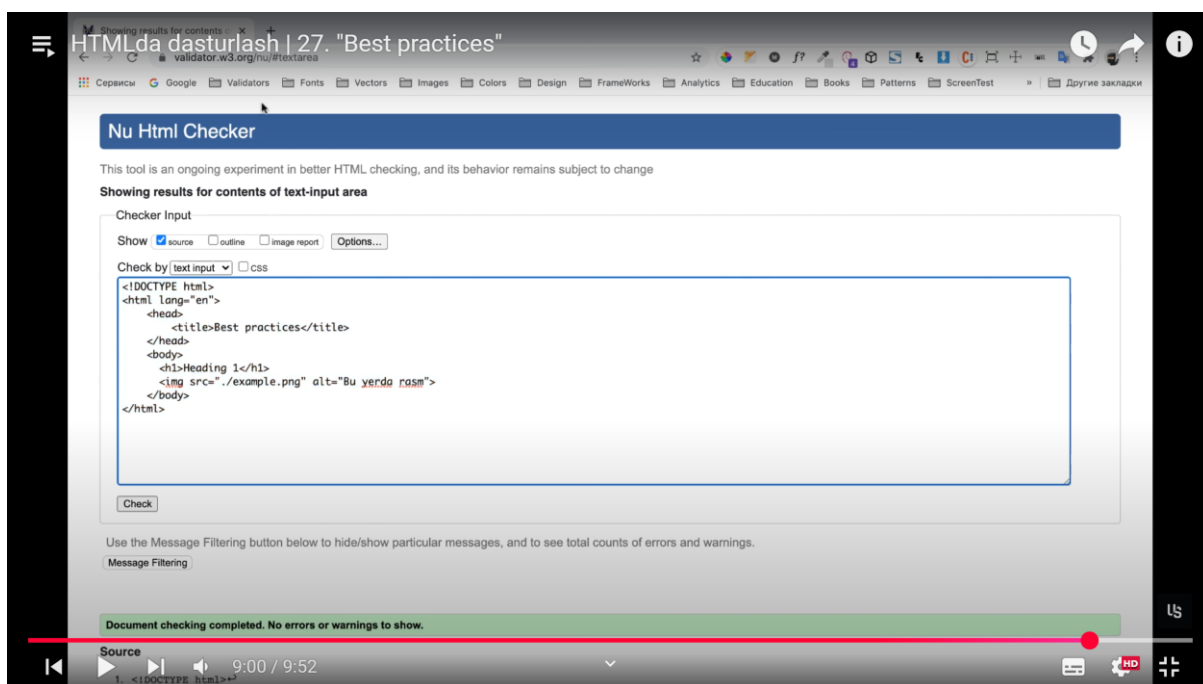 Showing results for contents o
HTMLda dasturlash | 27. "Best practices"
validator.w3.org/nu/#textarea
Сервисы Google Validators Fonts Vectors Images Colors Design FrameWorks Analytics Education Books Patterns ScreenTest » Другие закладки
Nu Html Checker
This tool is an ongoing experiment in better HTML checking, and its behavior remains subject to change
Showing results for contents of text-input area
Checker Input
Show source outline image report Options...
Check by text input css
<!DOCTYPE html>
<html lang="en">
<head>
<title>Best practices</title>
</head>
<body>
<h1>Heading 1</h1>
<img src="./example.png" alt="Bu yerda rasm">
</body>
</html>
Check
Use the Message Filtering button below to hide/show particular messages, and to see total counts of errors and warnings.
Message Filtering
Document checking completed. No errors or warnings to show.
Source
9:00 / 9:52
HD
1. <!DOCTYPE html>↩